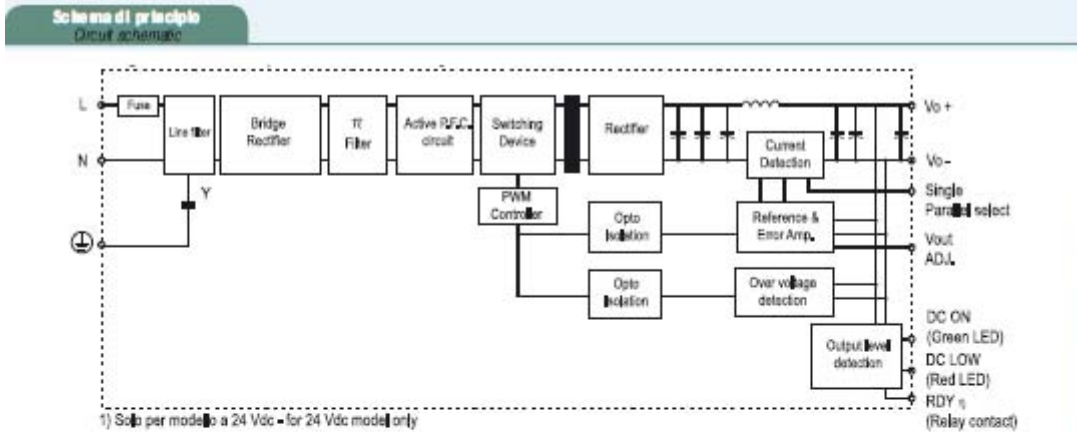 Schema di principio
Circuit schematic
L
Fuse
Line filter
Bridge
Rectifier
π
Filter
Active P.F.C.
circuit
Switching
Device
Rectifier
Current
Detection
Vo +
N
Vo –
Y
PWM
Controller
Opto
Isolation
Reference &
Error Amp.
Single
Parallel select
Vout
ADJ.
Opto
Isolation
Over voltage
detection
Output level
detection
DC ON
(Green LED)
DC LOW
(Red LED)
RDY
(Relay contact)
1) Solo per modello a 24 Vdc - for 24 Vdc model only